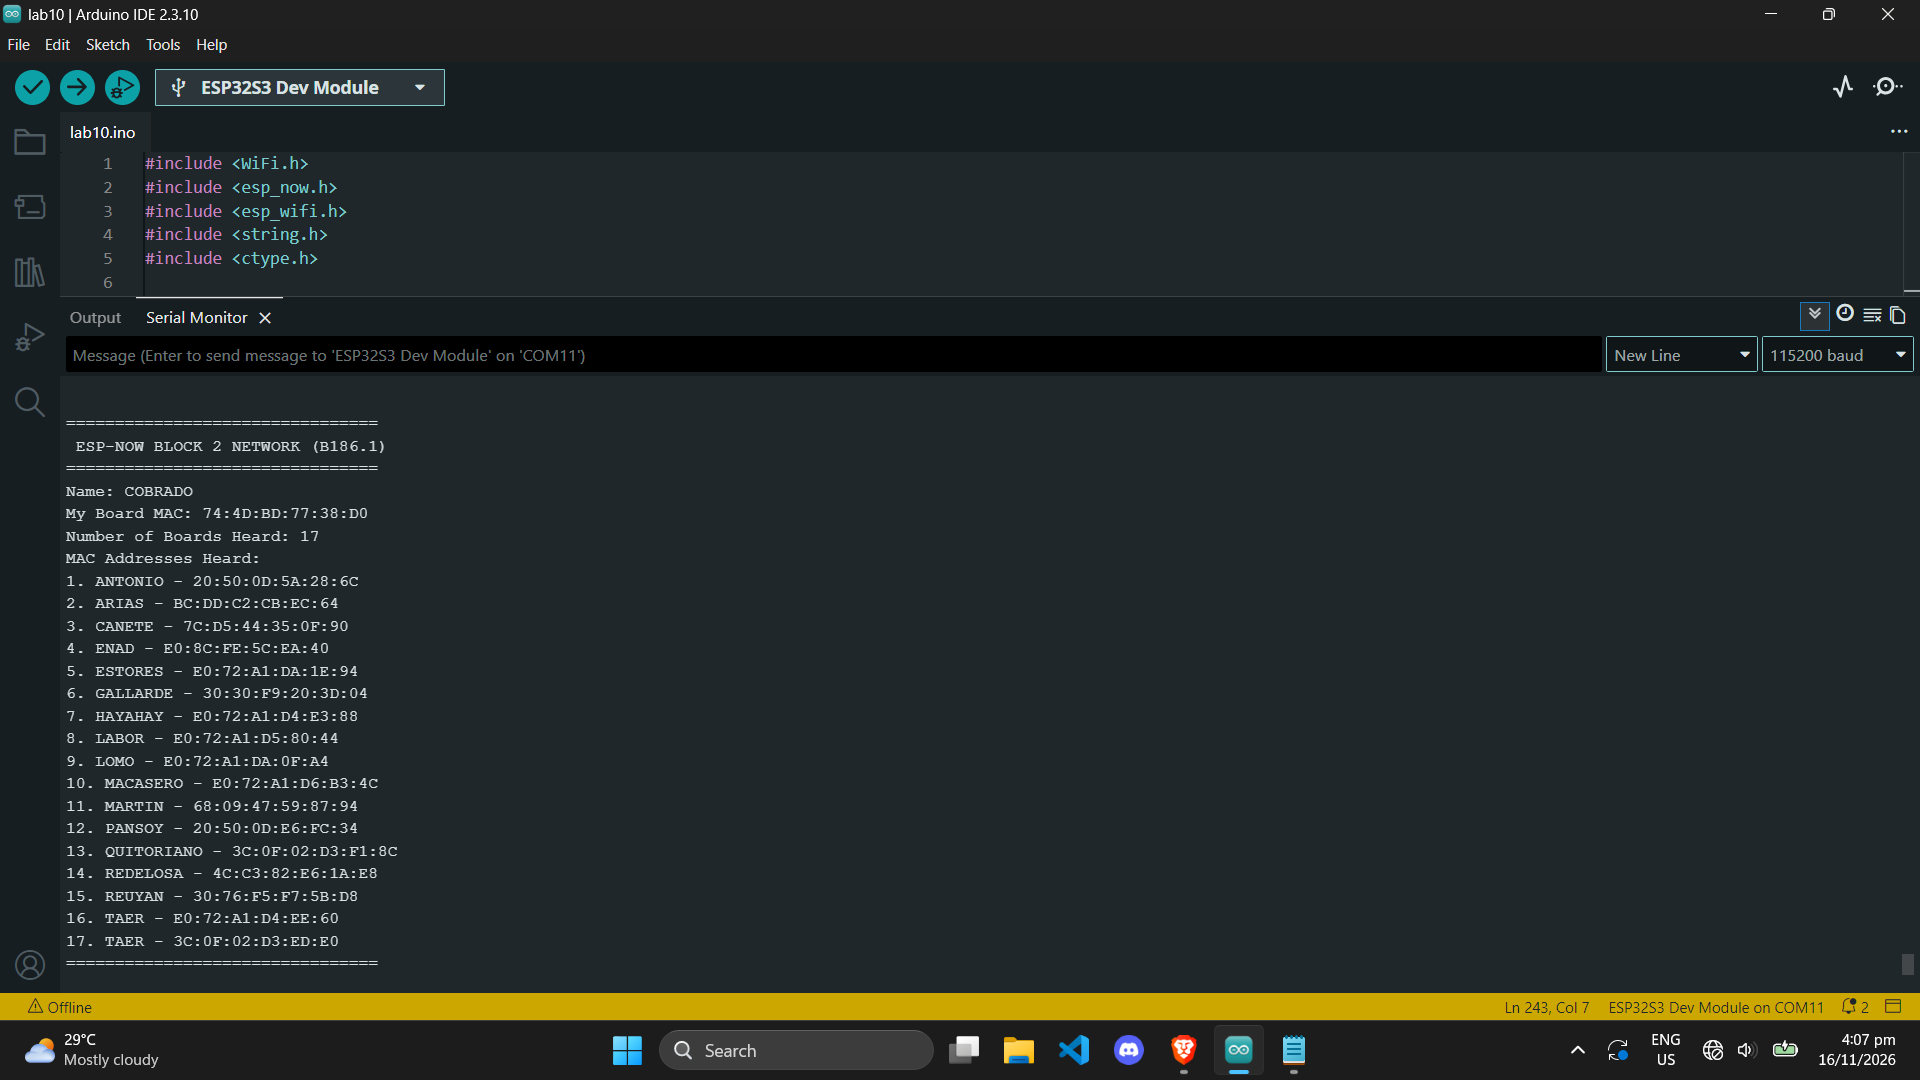 lab10 | Arduino IDE 2.3.10
File Edit Sketch Tools Help
ESP32S3 Dev Module
lab10.ino
1 #include <WiFi.h>
2 #include <esp_now.h>
3 #include <esp_wifi.h>
4 #include <string.h>
5 #include <ctype.h>
6
Output Serial Monitor
Message (Enter to send message to 'ESP32S3 Dev Module' on 'COM11') New Line 115200 baud
================================
ESP-NOW BLOCK 2 NETWORK (B186.1)
================================
Name: COBRADO
My Board MAC: 74:4D:BD:77:38:D0
Number of Boards Heard: 17
MAC Addresses Heard:
1. ANTONIO - 20:50:0D:5A:28:6C
2. ARIAS - BC:DD:C2:CB:EC:64
3. CANETE - 7C:D5:44:35:0F:90
4. ENAD - E0:8C:FE:5C:EA:40
5. ESTORES - E0:72:A1:DA:1E:94
6. GALLARDE - 30:30:F9:20:3D:04
7. HAYAHAY - E0:72:A1:D4:E3:88
8. LABOR - E0:72:A1:D5:80:44
9. LOMO - E0:72:A1:DA:0F:A4
10. MACASERO - E0:72:A1:D6:B3:4C
11. MARTIN - 68:09:47:59:87:94
12. PANSOY - 20:50:0D:E6:FC:34
13. QUITORIANO - 3C:0F:02:D3:F1:8C
14. REDELOSA - 4C:C3:82:E6:1A:E8
15. REUYAN - 30:76:F5:F7:5B:D8
16. TAER - E0:72:A1:D4:EE:60
17. TAER - 3C:0F:02:D3:ED:E0
================================
Offline Ln 243, Col 7 ESP32S3 Dev Module on COM11 2
29°C
Mostly cloudy
Search
ENG
US
4:07 pm
16/11/2026